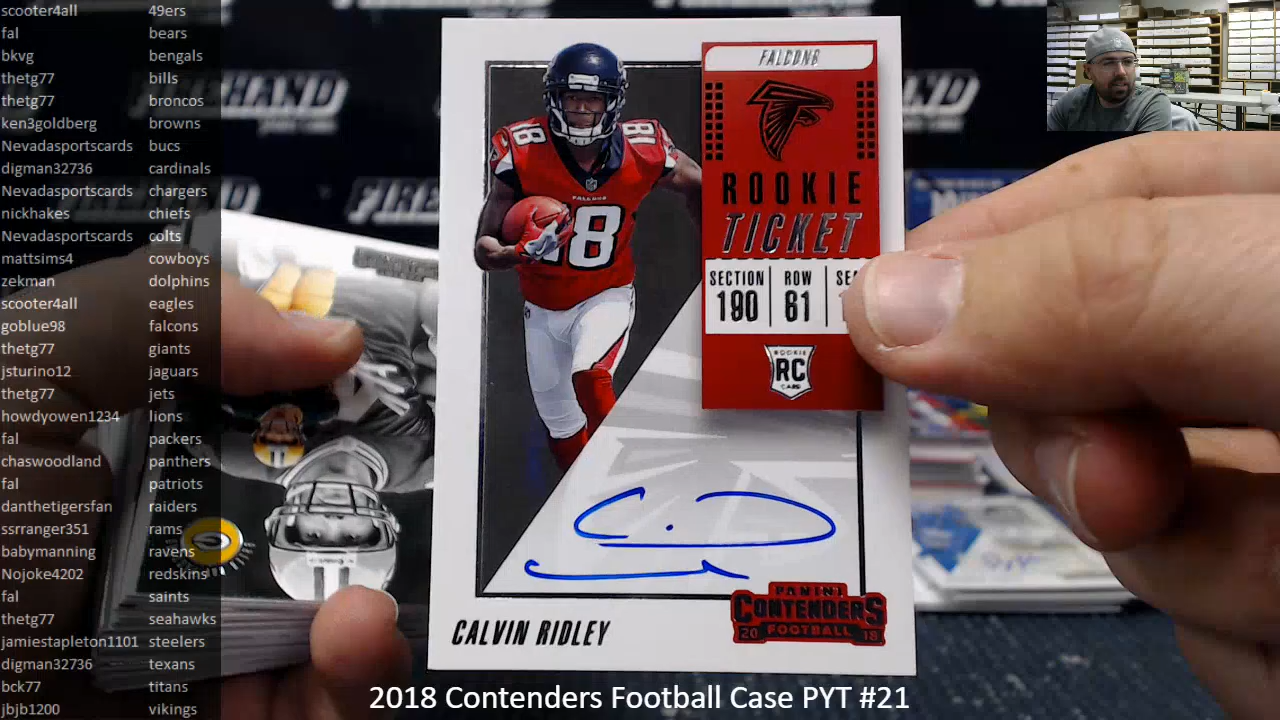 scooter4all 49ers
fal bears
bkvg bengals
thetg77 bills
thetg77 broncos
ken3goldberg browns
Nevadasportscards bucs
digman32736 cardinals
Nevadasportscards chargers
nickhakes chiefs
Nevadasportscards colts
mattsims4 cowboys
zekman dolphins
scooter4all eagles
goblue98 falcons
thetg77 giants
jsturino12 jaguars
thetg77 jets
howdyowen1234 lions
fal packers
chaswoodland panthers
fal patriots
danthetigersfan raiders
ssrranger351 rams
babymanning ravens
Nojoke4202 redskins
fal saints
thetg77 seahawks
jamiestapleton1101 steelers
digman32736 texans
bck77 titans
jbjb1200 vikings
FALCONS
ROOKIE
TICKET
SECTION ROW
190 61
ROOKIE
RC
CARD
18 18
FALCONS
18
CALVIN RIDLEY
PANINI
CONTENDERS
20 FOOTBALL 18
2018 Contenders Football Case PYT #21